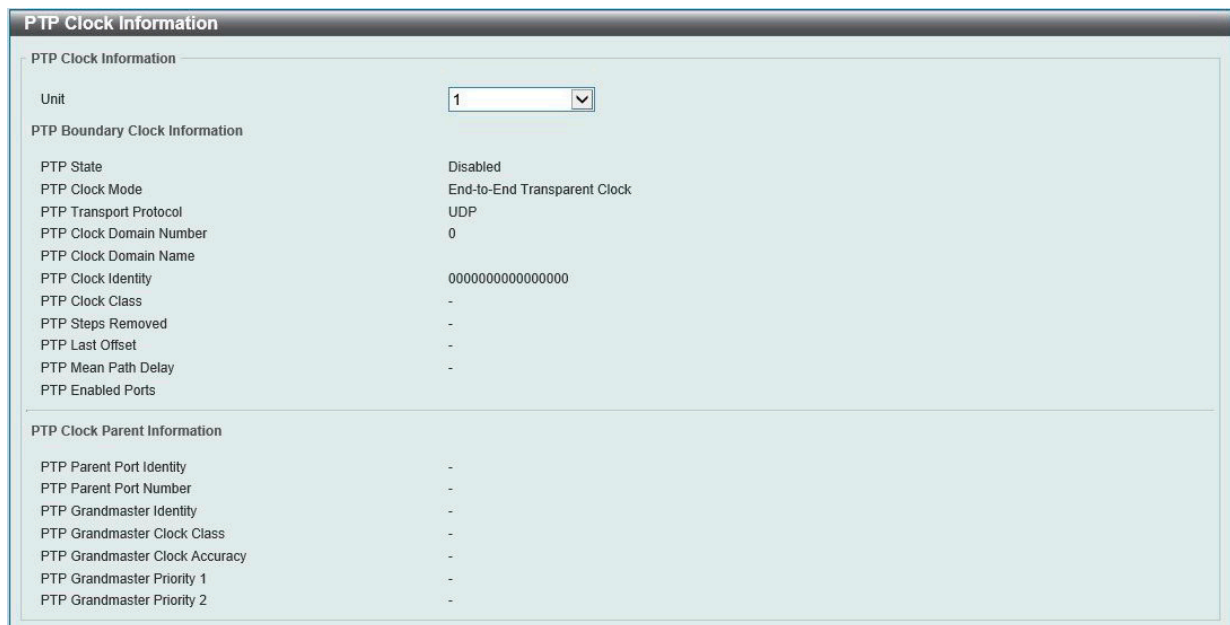 PTP Clock Information
PTP Clock Information
Unit 1
PTP Boundary Clock Information
PTP State Disabled
PTP Clock Mode End-to-End Transparent Clock
PTP Transport Protocol UDP
PTP Clock Domain Number 0
PTP Clock Domain Name
PTP Clock Identity 0000000000000000
PTP Clock Class -
PTP Steps Removed -
PTP Last Offset -
PTP Mean Path Delay -
PTP Enabled Ports
PTP Clock Parent Information
PTP Parent Port Identity -
PTP Parent Port Number -
PTP Grandmaster Identity -
PTP Grandmaster Clock Class -
PTP Grandmaster Clock Accuracy -
PTP Grandmaster Priority 1 -
PTP Grandmaster Priority 2 -